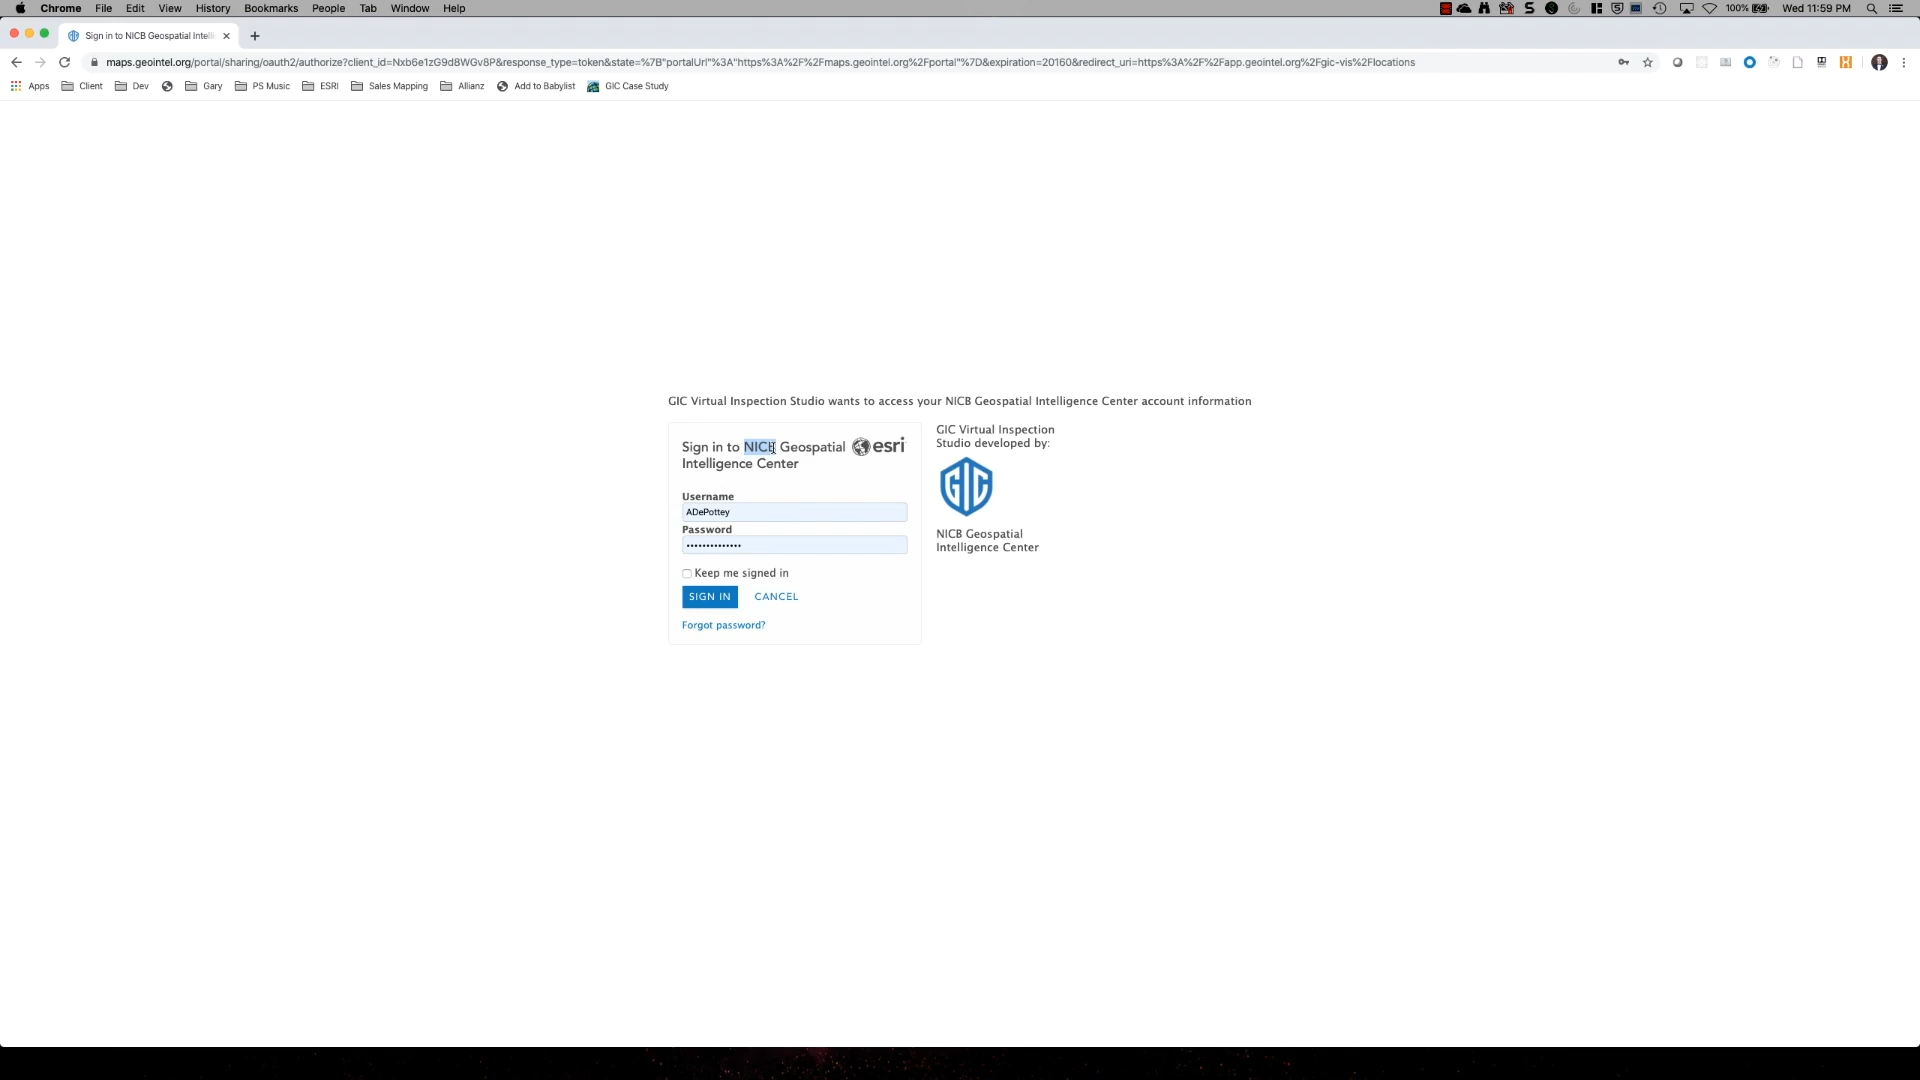 Chrome File Edit View History Bookmarks People Tab Window Help 100% Wed 11:59 PM
Sign in to NICB Geospatial Intelli
maps.geointel.org/portal/sharing/oauth2/authorize?client_id=Nxb6e1zG9d8WGv8P&response_type=token&state=%7B"portalUrl"%3A"https%3A%2F%2Fmaps.geointel.org%2Fportal"%7D&expiration=20160&redirect_uri=https%3A%2F%2Fapp.geointel.org%2Fgic-vis%2Flocations
Apps Client Dev Gary PS Music ESRI Sales Mapping Allianz Add to Babylist GIC Case Study
GIC Virtual Inspection Studio wants to access your NICB Geospatial Intelligence Center account information
Sign in to NICB Geospatial
Intelligence Center
esri
Username
ADePottey
Password
Keep me signed in
SIGN IN CANCEL
Forgot password?
GIC Virtual Inspection
Studio developed by:
GIC
NICB Geospatial
Intelligence Center